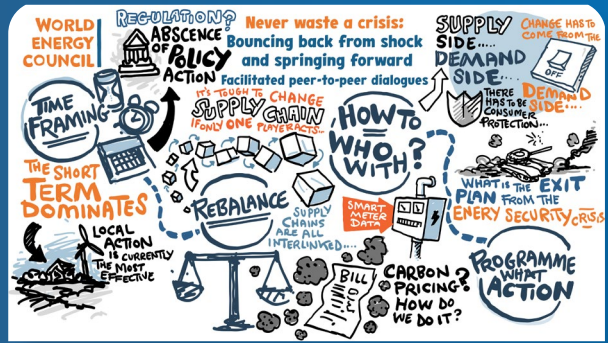 WORLD
ENERGY
COUNCIL
REGULATION?
ABSCENCE
OF POLICY
ACTION
Never waste a crisis:
Bouncing back from shock
and springing forward
Facilitated peer-to-peer dialogues
SUPPLY
SIDE.....
DEMAND
SIDE...
CHANGE HAS TO
COME FROM THE
OFF
DEMAND
SIDE....
THERE
HAS TO BE
CONSUMER
PROTECTION...
TIME
FRAMING
IT'S TOUGH TO CHANGE
SUPPLY CHAIN
IF ONLY ONE PLAYER ACTS...
HOW TO
=
WHO
WITH?
THE SHORT
TERM
DOMINATES
REBALANCE
SUPPLY
CHAINS
ARE ALL
INTERLINKED....
SMART
METER
DATA
WHAT IS THE EXIT
PLAN FROM THE
ENERY SECURITY CRISIS
LOCAL
ACTION
IS CURRENTLY
THE MOST
EFFECTIVE
BILL
CARBON
PRICING?
HOW DO
WE DO IT?
PROGRAMME
WHAT
ACTION